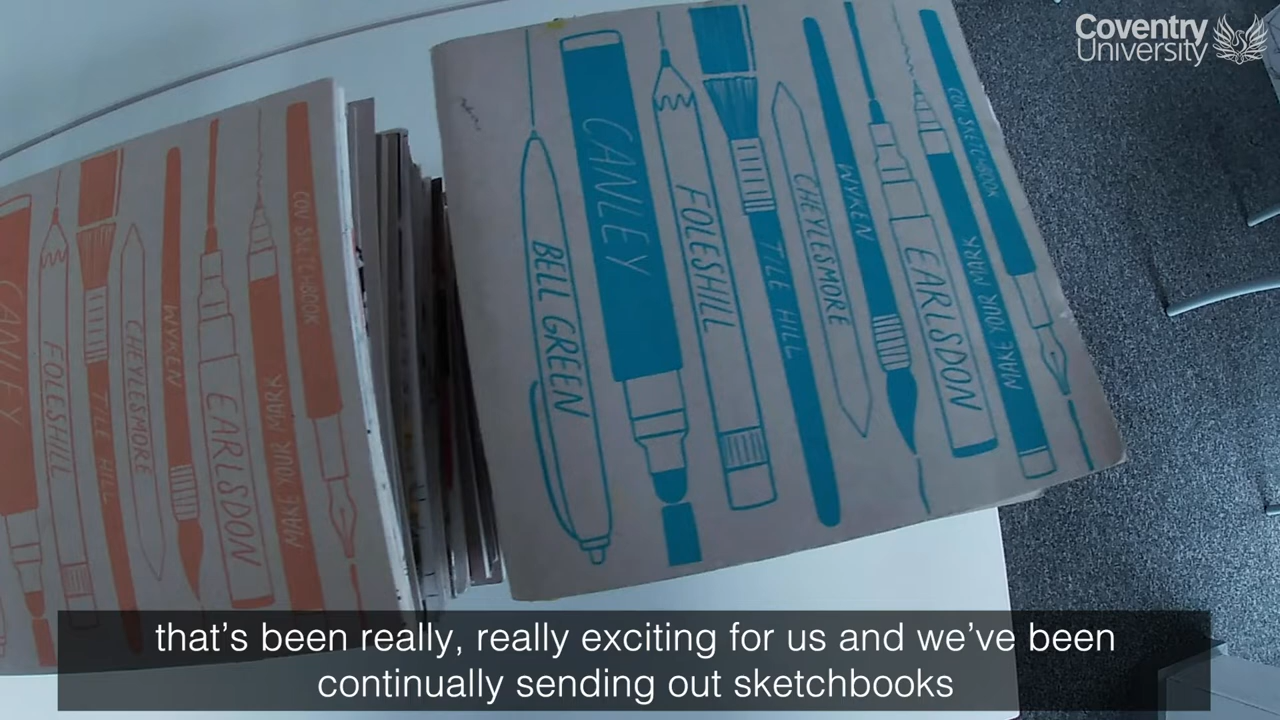 Coventry
University
CANLEY
FOLESHILL
TILE HILL
CHEYLESMORE
WYKEN
EARLSDON
MAKE YOUR MARK
COV SKETCHBOOK
BELL GREEN
CANLEY
FOLESHILL
TILE HILL
CHEYLESMORE
WYKEN
EARLSDON
MAKE YOUR MARK
COV SKETCHBOOK
that's been really, really exciting for us and we've been
continually sending out sketchbooks